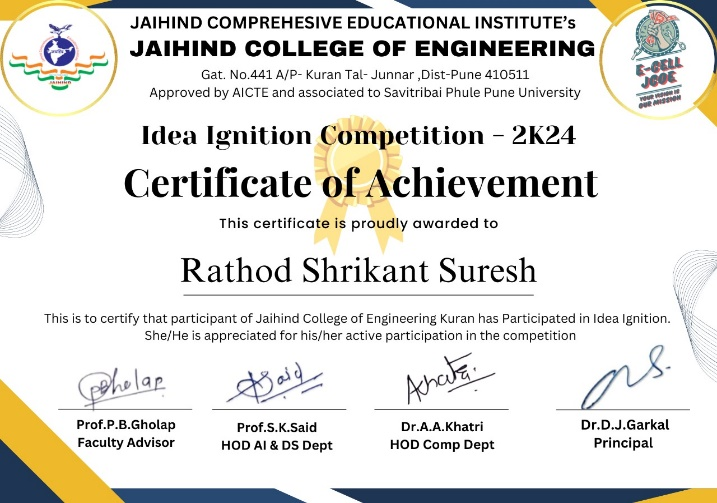 JAIHIND COMPREHESIVE EDUCATIONAL INSTITUTE's
JAIHIND COLLEGE OF ENGINEERING
Gat. No.441 A/P- Kuran Tal- Junnar ,Dist-Pune 410511
Approved by AICTE and associated to Savitribai Phule Pune University
JAIHIND
E-CELL
JCOE
YOUR VISION IS
OUR MISSION
Idea Ignition Competition - 2K24
Certificate of Achievement
This certificate is proudly awarded to
Rathod Shrikant Suresh
This is to certify that participant of Jaihind College of Engineering Kuran has Participated in Idea Ignition.
She/He is appreciated for his/her active participation in the competition
Prof.P.B.Gholap
Faculty Advisor
Prof.S.K.Said
HOD AI & DS Dept
Dr.A.A.Khatri
HOD Comp Dept
Dr.D.J.Garkal
Principal